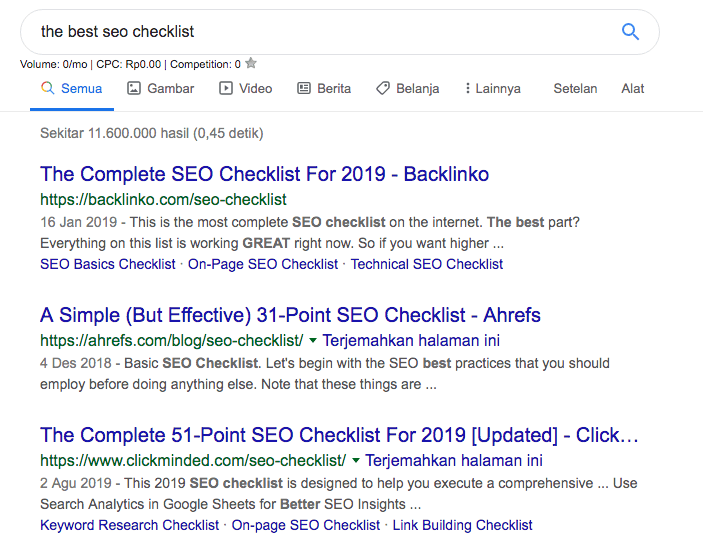 the best seo checklist
Volume: 0/mo | CPC: Rp0.00 | Competition: 0
Semua Gambar Video Berita Belanja Lainnya Setelan Alat
Sekitar 11.600.000 hasil (0,45 detik)
The Complete SEO Checklist For 2019 - Backlinko
https://backlinko.com/seo-checklist
16 Jan 2019 - This is the most complete SEO checklist on the internet. The best part?
Everything on this list is working GREAT right now. So if you want higher ...
SEO Basics Checklist · On-Page SEO Checklist · Technical SEO Checklist
A Simple (But Effective) 31-Point SEO Checklist - Ahrefs
https://ahrefs.com/blog/seo-checklist/ Terjemahkan halaman ini
4 Des 2018 - Basic SEO Checklist. Let's begin with the SEO best practices that you should
employ before doing anything else. Note that these things are ...
The Complete 51-Point SEO Checklist For 2019 [Updated] - Click...
https://www.clickminded.com/seo-checklist/ Terjemahkan halaman ini
2 Agu 2019 - This 2019 SEO checklist is designed to help you execute a comprehensive ... Use
Search Analytics in Google Sheets for Better SEO Insights ...
Keyword Research Checklist · On-page SEO Checklist · Link Building Checklist